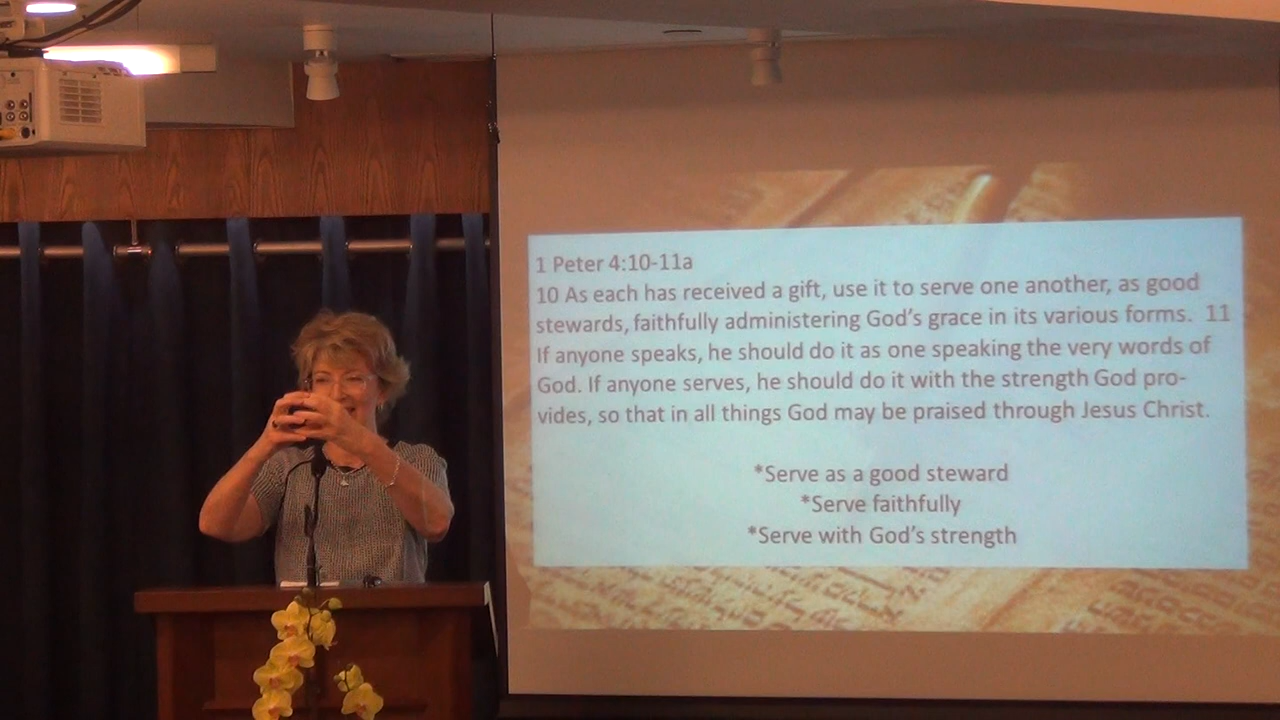 1 Peter 4:10-11a
10 As each has received a gift, use it to serve one another, as good
stewards, faithfully administering God's grace in its various forms.  11
If anyone speaks, he should do it as one speaking the very words of
God. If anyone serves, he should do it with the strength God pro-
vides, so that in all things God may be praised through Jesus Christ.
*Serve as a good steward
*Serve faithfully
*Serve with God's strength